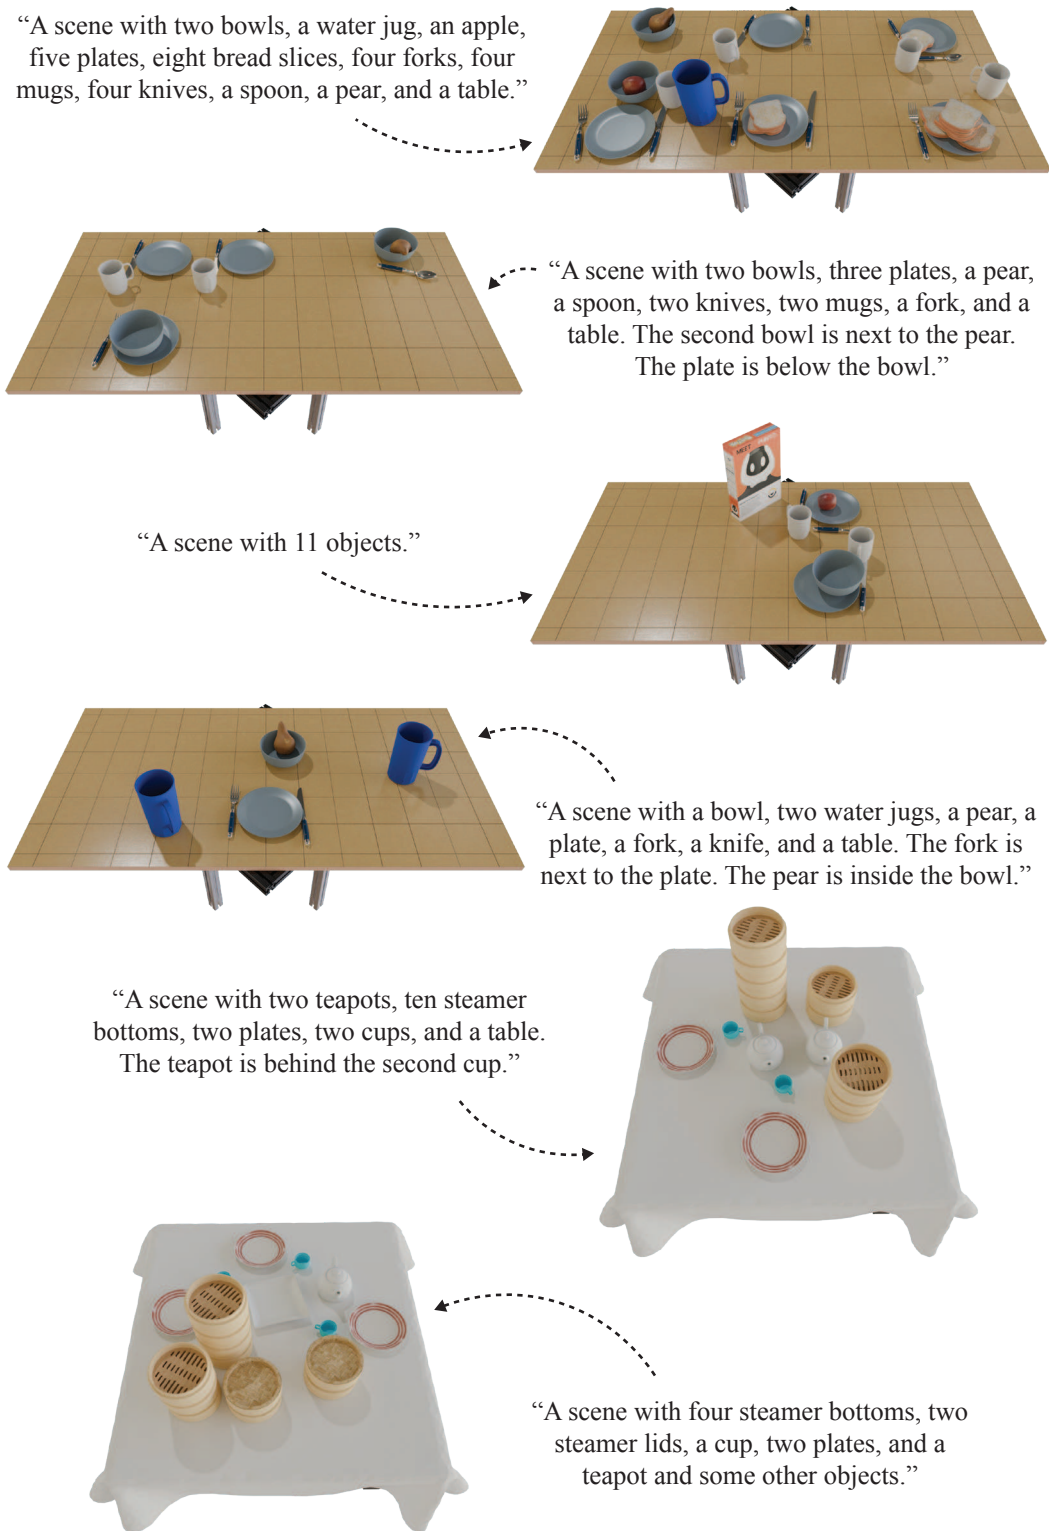 “A scene with two bowls, a water jug, an apple,
five plates, eight bread slices, four forks, four
mugs, four knives, a spoon, a pear, and a table.”
“A scene with two bowls, three plates, a pear,
a spoon, two knives, two mugs, a fork, and a
table. The second bowl is next to the pear.
The plate is below the bowl.”
MEET
“A scene with 11 objects.”
“A scene with a bowl, two water jugs, a pear, a
plate, a fork, a knife, and a table. The fork is
next to the plate. The pear is inside the bowl.”
“A scene with two teapots, ten steamer
bottoms, two plates, two cups, and a table.
The teapot is behind the second cup.”
“A scene with four steamer bottoms, two
steamer lids, a cup, two plates, and a
teapot and some other objects.”